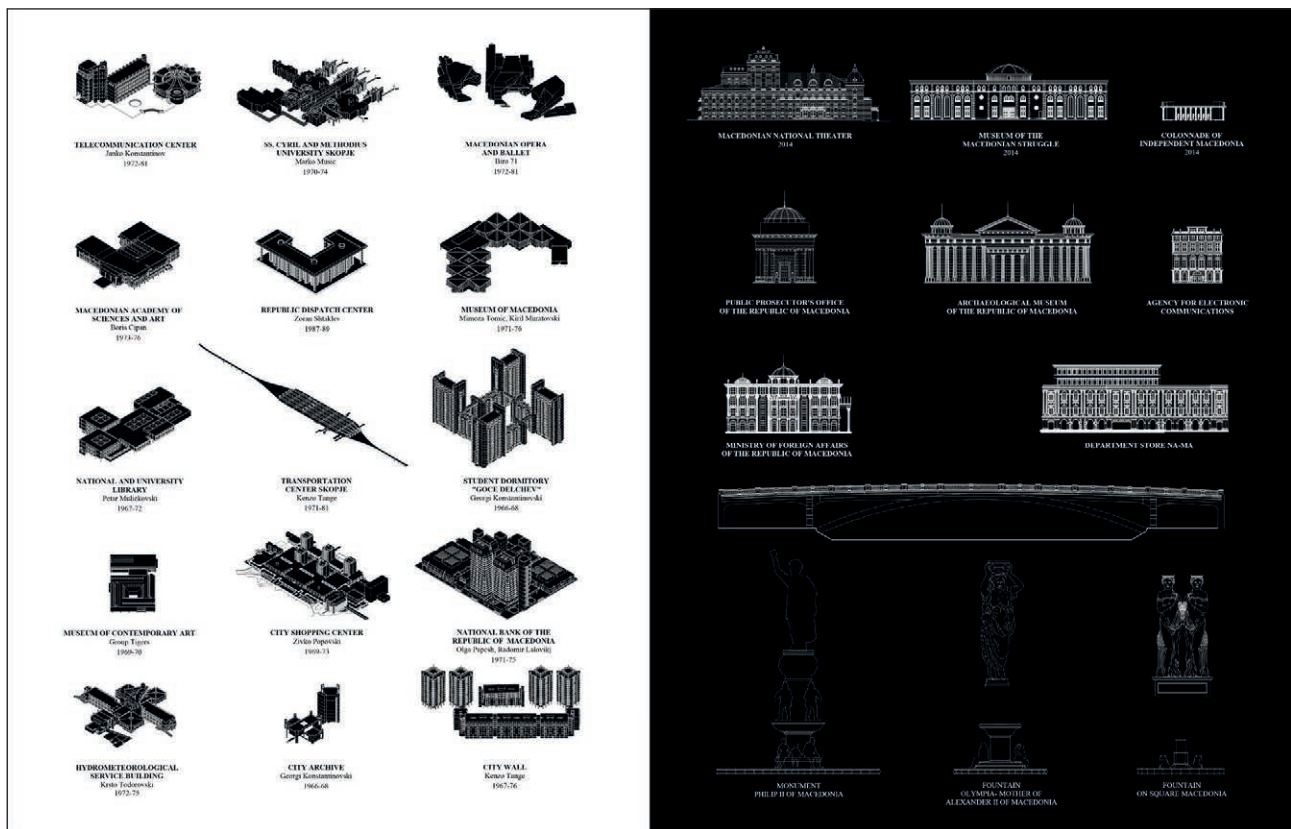 TELECOMMUNICATION CENTER
Janko Konstantinov
1972-81
SS. CYRIL AND METHODIUS
UNIVERSITY SKOPJE
Marko Music
1970-74
MACEDONIAN OPERA
AND BALLET
Biro 71
1972-81
MACEDONIAN ACADEMY OF
SCIENCES AND ART
Boris Cipan
1973-76
REPUBLIC DISPATCH CENTER
Zoran Shtaklev
1987-89
MUSEUM OF MACEDONIA
Mimoza Tomic, Kiril Muratovski
1971-76
NATIONAL AND UNIVERSITY
LIBRARY
Petar
1967-72
TRANSPORTATION
CENTER SKOPJE
Kenzo Tange
1971-81
STUDENT DORMITORY
"GOCE DELCHEV"
Georgi Konstantinovski
1966-68
MUSEUM OF CONTEMPORARY ART
Group Tigers
1969-70
CITY SHOPPING CENTER
Zivko Popovski
1969-73
NATIONAL BANK OF THE
REPUBLIC OF MACEDONIA
Olga Papesh, Radomir Lalovikj
1971-75
HYDROMETEOROLOGICAL
SERVICE BUILDING
Krsto Todorovski
1972-75
CITY ARCHIVE
Georgi Konstantinovski
1966-68
CITY WALL
Kenzo Tange
1967-76
MACEDONIAN NATIONAL THEATER
2014
MUSEUM OF THE
MACEDONIAN STRUGGLE
2014
COLONNADE OF
INDEPENDENT MACEDONIA
2014
PUBLIC PROSECUTOR'S OFFICE
OF THE REPUBLIC OF MACEDONIA
ARCHAEOLOGICAL MUSEUM
OF THE REPUBLIC OF MACEDONIA
AGENCY FOR ELECTRONIC
COMMUNICATIONS
MINISTRY OF FOREIGN AFFAIRS
OF THE REPUBLIC OF MACEDONIA
DEPARTMENT STORE NA-MA
MONUMENT
PHILIP II OF MACEDONIA
FOUNTAIN
OLYMPIA- MOTHER OF
ALEXANDER II OF MACEDONIA
FOUNTAIN
ON SQUARE MACEDONIA